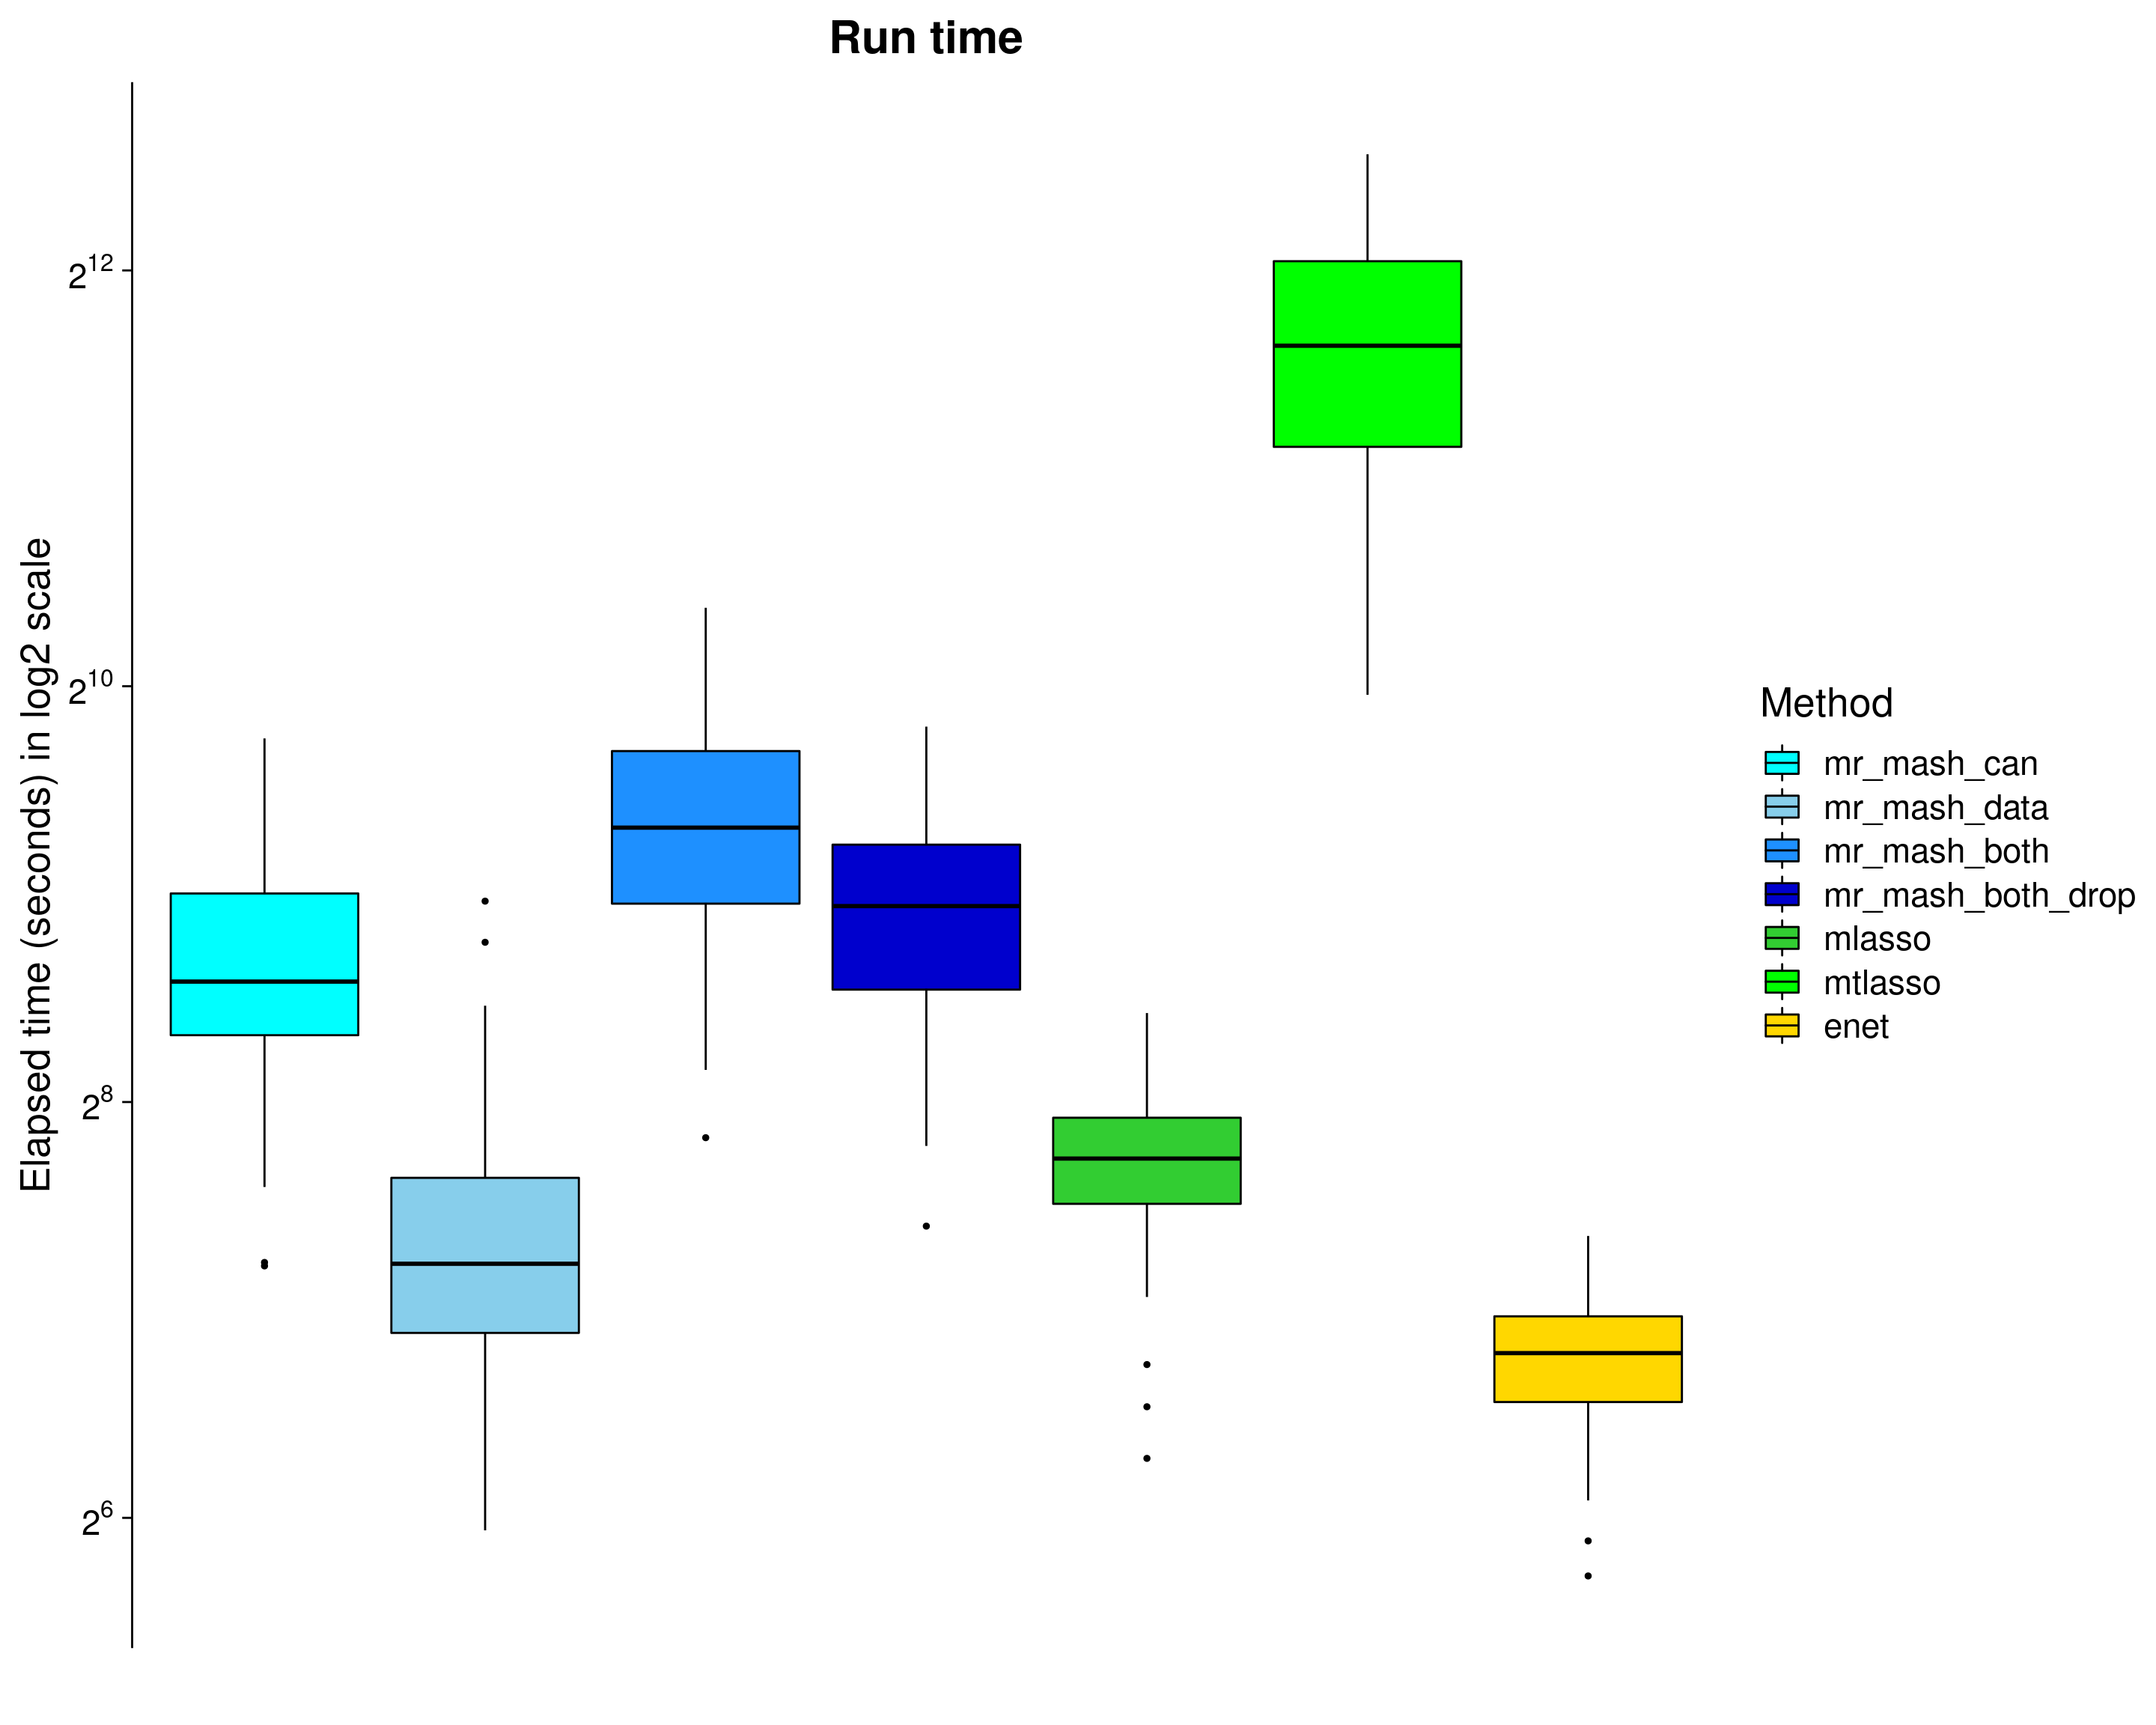 Run time
Elapsed time (seconds) in log2 scale
2^12
2^10
2^8
2^6
Method
mr_mash_can
mr_mash_data
mr_mash_both
mr_mash_both_drop
mlasso
mtlasso
enet